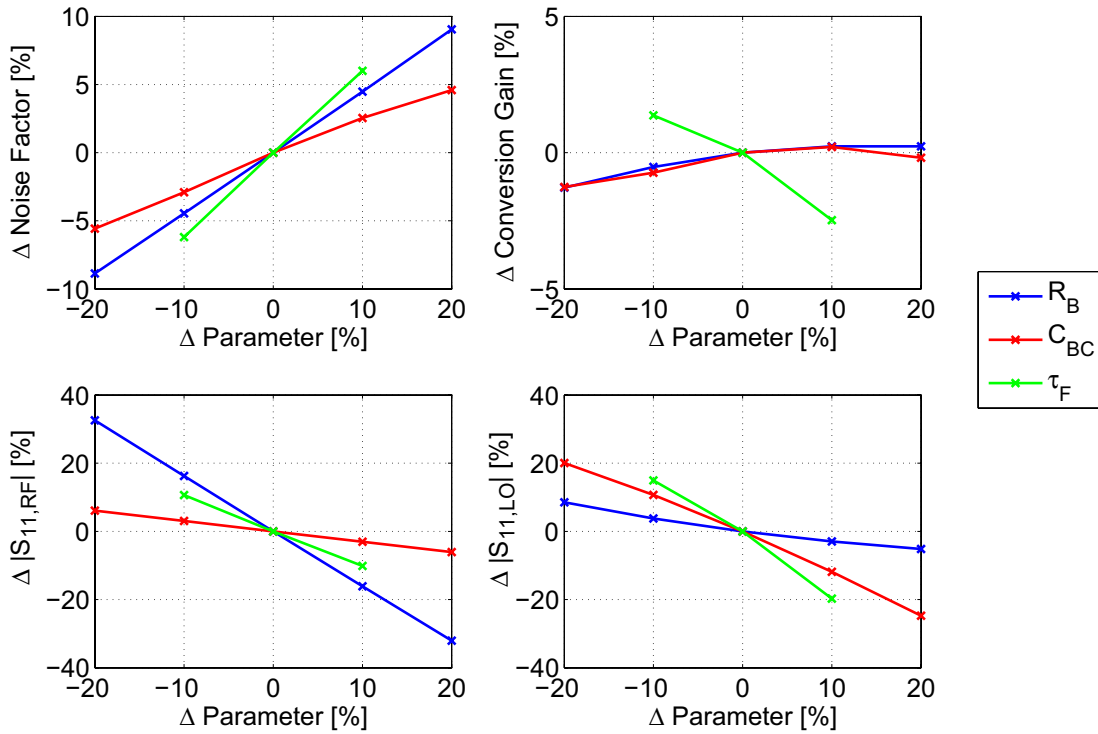 Δ Noise Factor [%]
10
5
0
−5
−10
−20 −10 0 10 20
Δ Parameter [%]
Δ Conversion Gain [%]
5
0
−5
−20 −10 0 10 20
Δ Parameter [%]
R_B
C_BC
τ_F
Δ |S_11,RF| [%]
40
20
0
−20
−40
−20 −10 0 10 20
Δ Parameter [%]
Δ |S_11,LO| [%]
40
20
0
−20
−40
−20 −10 0 10 20
Δ Parameter [%]